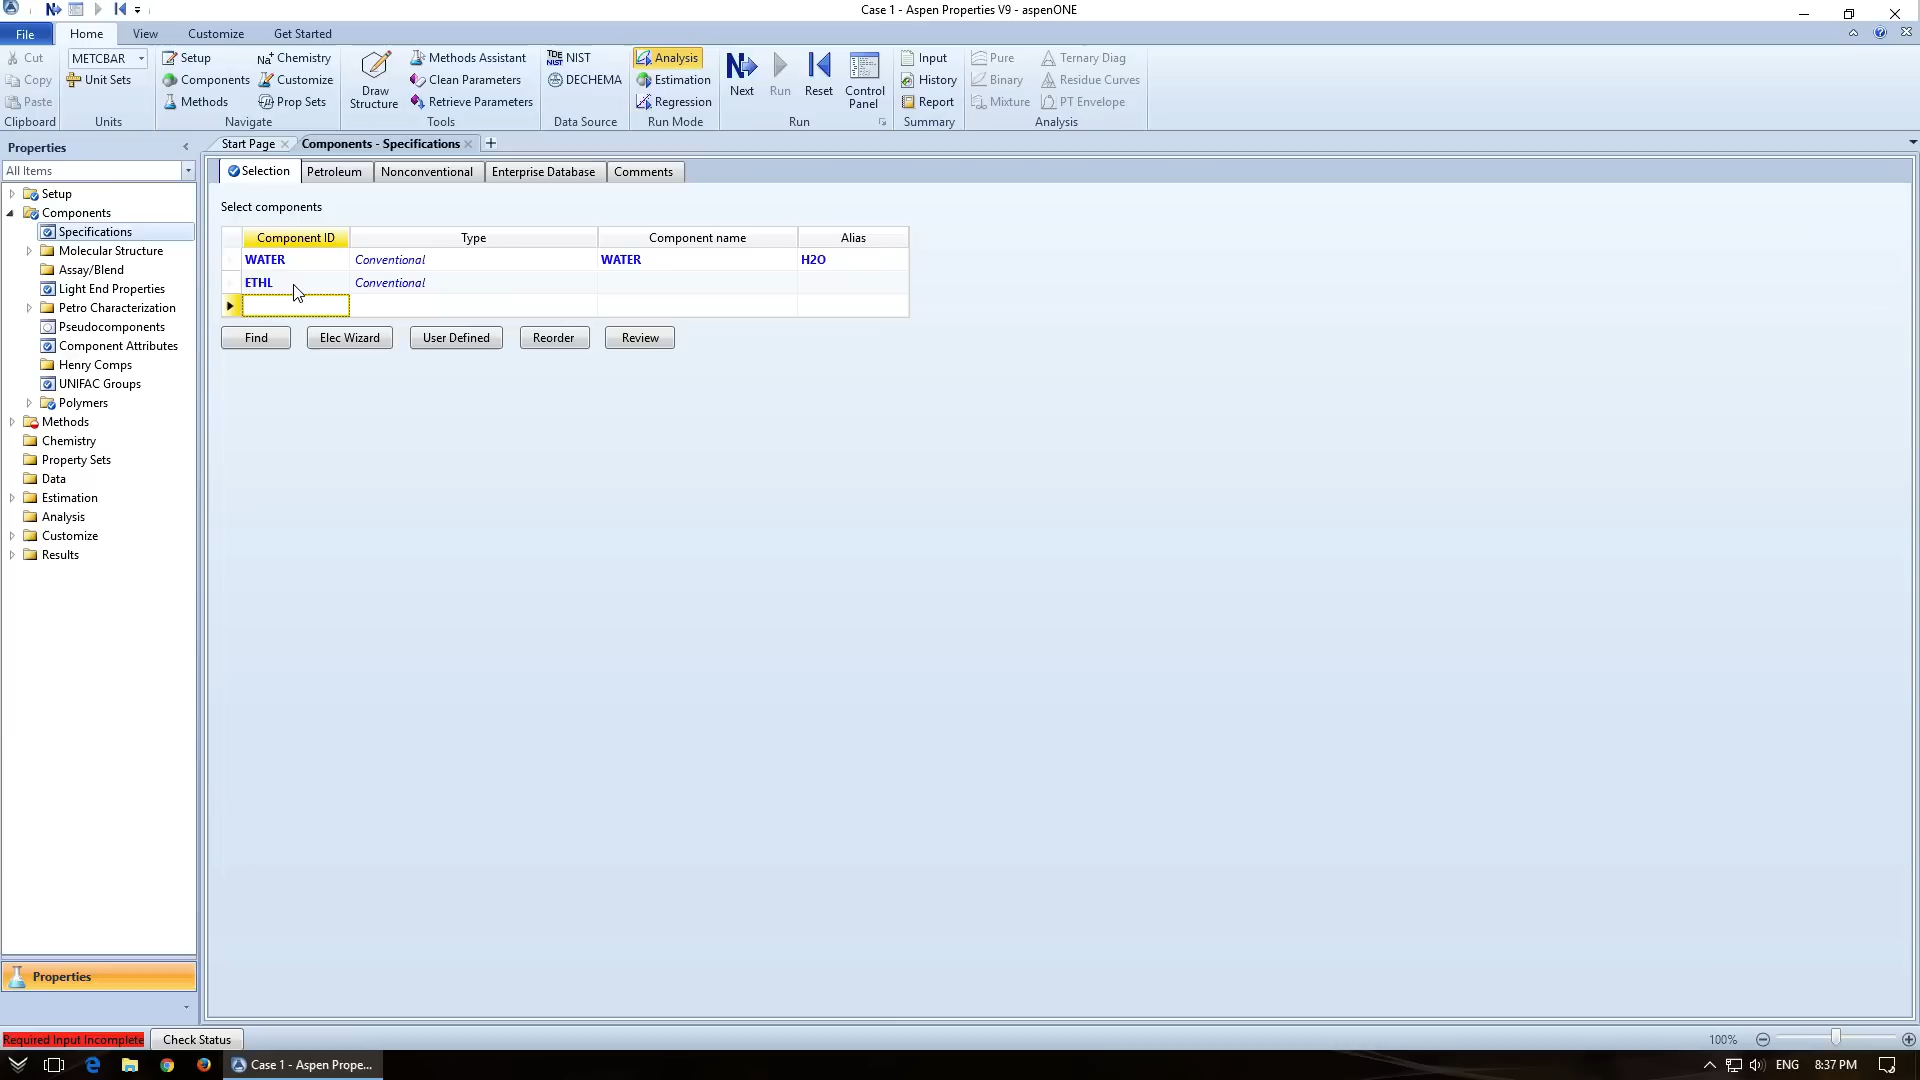 Case 1 - Aspen Properties V9 - aspenONE
File Home View Customize Get Started
Cut METCBAR Setup Chemistry Methods Assistant NIST Analysis Input Pure Ternary Diag
Copy Unit Sets Components Customize Clean Parameters DECHEMA Estimation History Binary Residue Curves
Paste Methods Prop Sets Retrieve Parameters Regression Report Mixture PT Envelope
Draw Structure Next Run Reset Control Panel
Clipboard Units Navigate Tools Data Source Run Mode Run Summary Analysis
Properties
All Items
Setup
Components
Specifications
Molecular Structure
Assay/Blend
Light End Properties
Petro Characterization
Pseudocomponents
Component Attributes
Henry Comps
UNIFAC Groups
Polymers
Methods
Chemistry
Property Sets
Data
Estimation
Analysis
Customize
Results
Properties
Start Page Components - Specifications
Selection Petroleum Nonconventional Enterprise Database Comments
Select components
Component ID Type Component name Alias
WATER Conventional WATER H2O
ETHL Conventional
Find Elec Wizard User Defined Reorder Review
Required Input Incomplete Check Status 100%
Case 1 - Aspen Prope... ENG 8:37 PM